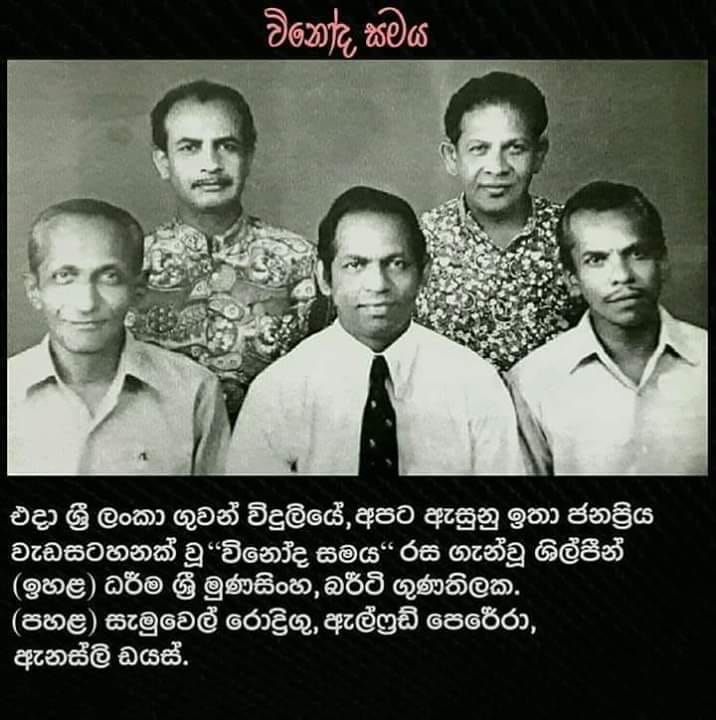 විනෝද සමය
එදා ශ්‍රී ලංකා ගුවන් විදුලියේ, අපට ඇසුනු ඉතා ජනප්‍රිය
වැඩසටහනක් වූ “විනෝද සමය“ රස ගැන්වූ ශිල්පීන්
(ඉහළ) ධර්ම ශ්‍රී මුණසිංහ, බර්ටි ගුණතිලක.
(පහළ) සැමුවෙල් රොද්‍රිගු, ඇල්ෆ්‍රඩ් පෙරේරා,
ඇනස්ලි ඩයස්.